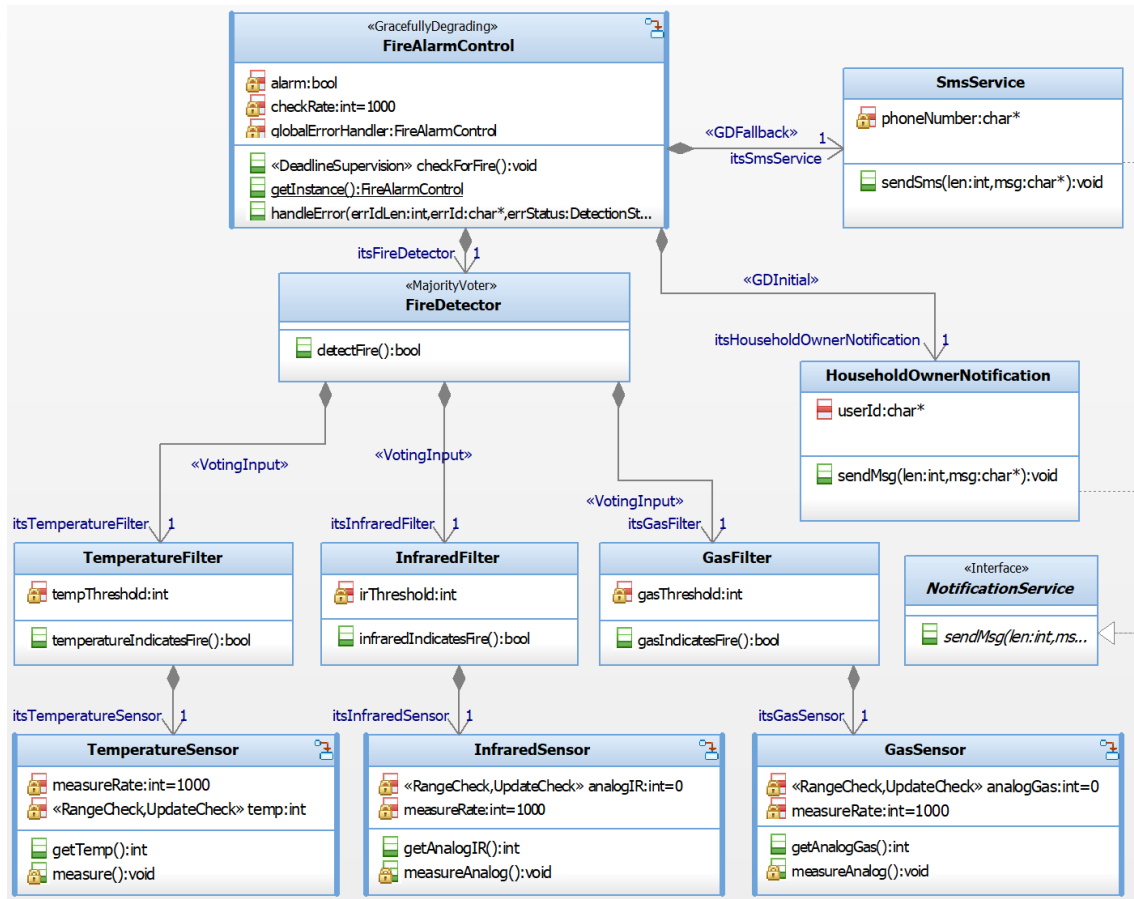 «GracefullyDegrading»
FireAlarmControl
alarm:bool
checkRate:int=1000
globalErrorHandler:FireAlarmControl
«DeadlineSupervision» checkForFire():void
getInstance():FireAlarmControl
handleError(errIdLen:int,errId:char*,errStatus:DetectionSt...
SmsService
phoneNumber:char*
sendSms(len:int,msg:char*):void
«GDFallback»
1
itsSmsService
itsFireDetector
1
«MajorityVoter»
FireDetector
detectFire():bool
«GDInitial»
itsHouseholdOwnerNotification
1
HouseholdOwnerNotification
userId:char*
sendMsg(len:int,msg:char*):void
«VotingInput»
«VotingInput»
«VotingInput»
itsTemperatureFilter
1
itsInfraredFilter
1
itsGasFilter
1
TemperatureFilter
tempThreshold:int
temperatureIndicatesFire():bool
InfraredFilter
irThreshold:int
infraredIndicatesFire():bool
GasFilter
gasThreshold:int
gasIndicatesFire():bool
«Interface»
NotificationService
sendMsg(len:int,ms...
itsTemperatureSensor
1
itsInfraredSensor
1
itsGasSensor
1
TemperatureSensor
measureRate:int=1000
«RangeCheck,UpdateCheck» temp:int
getTemp():int
measure():void
InfraredSensor
«RangeCheck,UpdateCheck» analogIR:int=0
measureRate:int=1000
getAnalogIR():int
measureAnalog():void
GasSensor
«RangeCheck,UpdateCheck» analogGas:int=0
measureRate:int=1000
getAnalogGas():int
measureAnalog():void